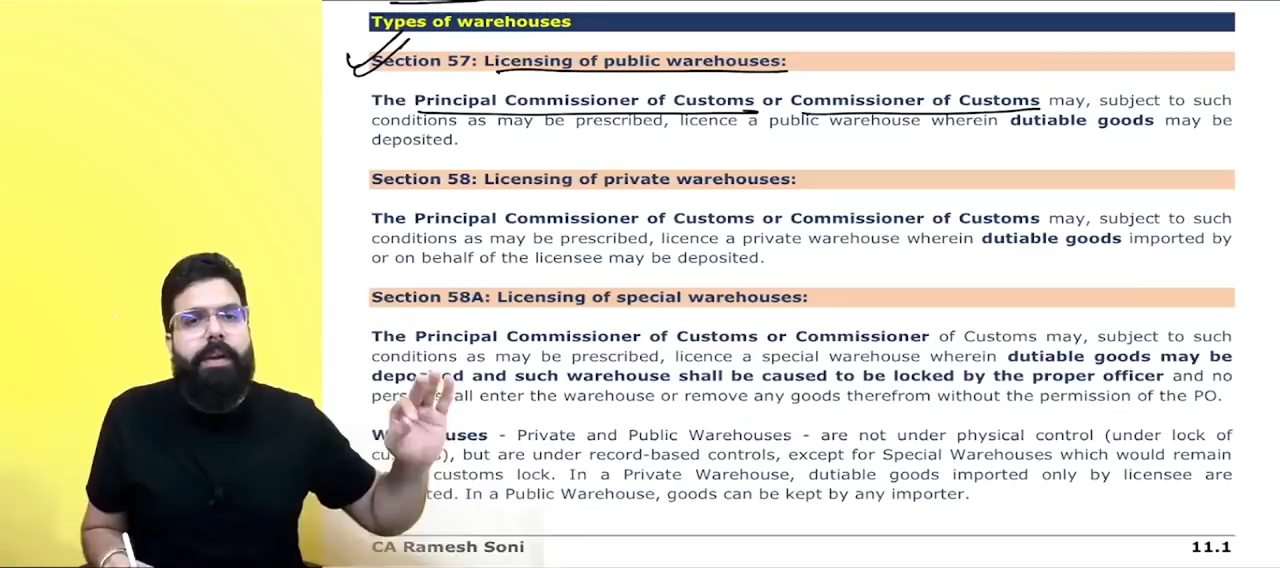 Types of warehouses
Section 57: Licensing of public warehouses:
The Principal Commissioner of Customs or Commissioner of Customs may, subject to such
conditions as may be prescribed, licence a public warehouse wherein dutiable goods may be
deposited.
Section 58: Licensing of private warehouses:
The Principal Commissioner of Customs or Commissioner of Customs may, subject to such
conditions as may be prescribed, licence a private warehouse wherein dutiable goods imported by
or on behalf of the licensee may be deposited.
Section 58A: Licensing of special warehouses:
The Principal Commissioner of Customs or Commissioner of Customs may, subject to such
conditions as may be prescribed, licence a special warehouse wherein dutiable goods may be
and such warehouse shall be caused to be locked by the proper officer and no
enter the warehouse or remove any goods therefrom without the permission of the PO.
- Private and Public Warehouses - are not under physical control (under lock of
but are under record-based controls, except for Special Warehouses which would remain
customs lock. In a Private Warehouse, dutiable goods imported only by licensee are
In a Public Warehouse, goods can be kept by any importer.
CA Ramesh Soni
11.1